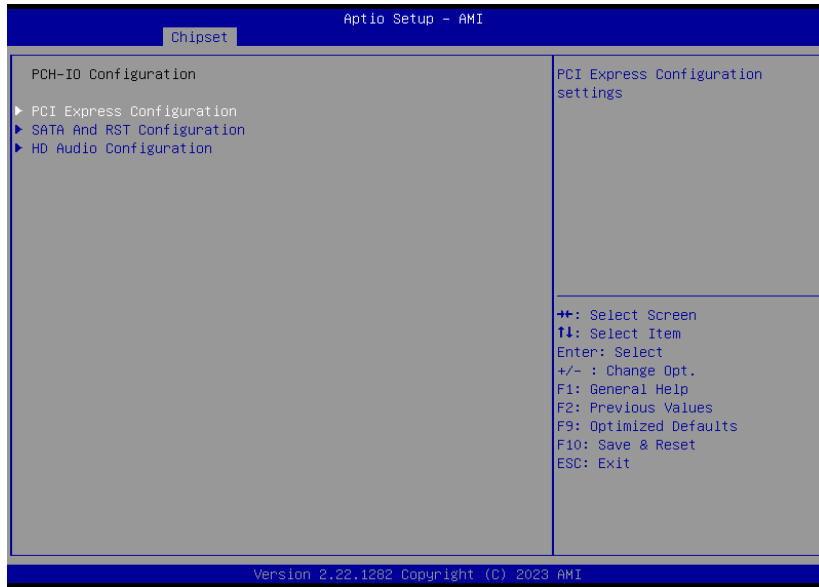 Aptio Setup – AMI
Chipset
PCH-IO Configuration
▶ PCI Express Configuration
▶ SATA And RST Configuration
▶ HD Audio Configuration
PCI Express Configuration
settings
→←: Select Screen
↑↓: Select Item
Enter: Select
+/- : Change Opt.
F1: General Help
F2: Previous Values
F9: Optimized Defaults
F10: Save & Reset
ESC: Exit
Version 2.22.1282 Copyright (C) 2023 AMI